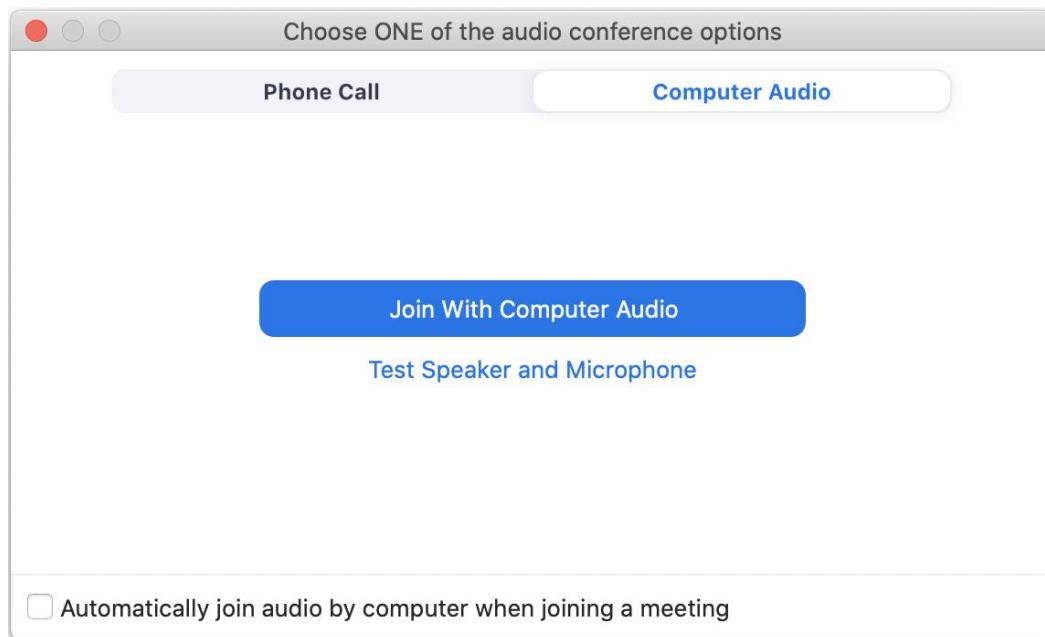 Choose ONE of the audio conference options
Phone Call
Computer Audio
Join With Computer Audio
Test Speaker and Microphone
Automatically join audio by computer when joining a meeting